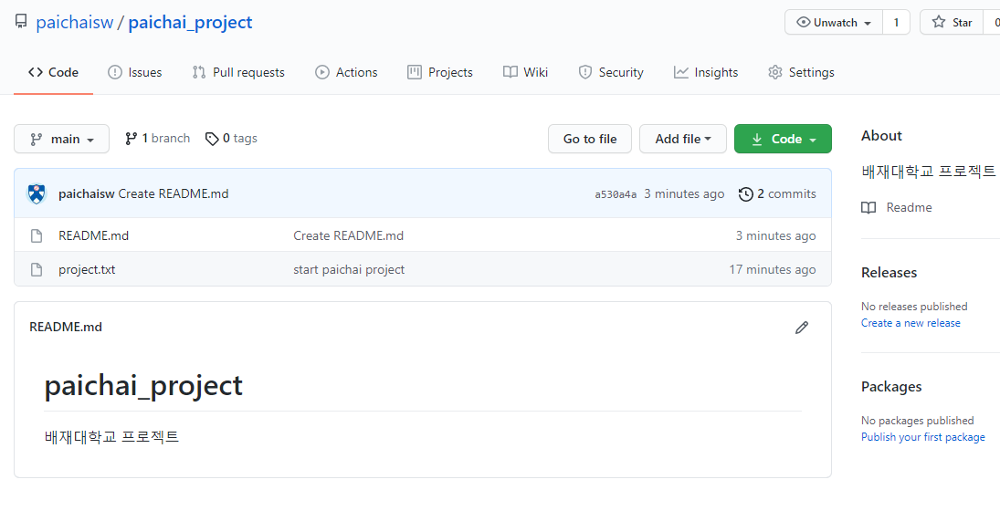 paichaisw / paichai_project
Unwatch 1 Star 0
Code Issues Pull requests Actions Projects Wiki Security Insights Settings
main 1 branch 0 tags Go to file Add file Code
paichaisw Create README.md a530a4a 3 minutes ago 2 commits
README.md Create README.md 3 minutes ago
project.txt start paichai project 17 minutes ago
README.md
paichai_project
배재대학교 프로젝트
About
배재대학교 프로젝트
Readme
Releases
No releases published
Create a new release
Packages
No packages published
Publish your first package